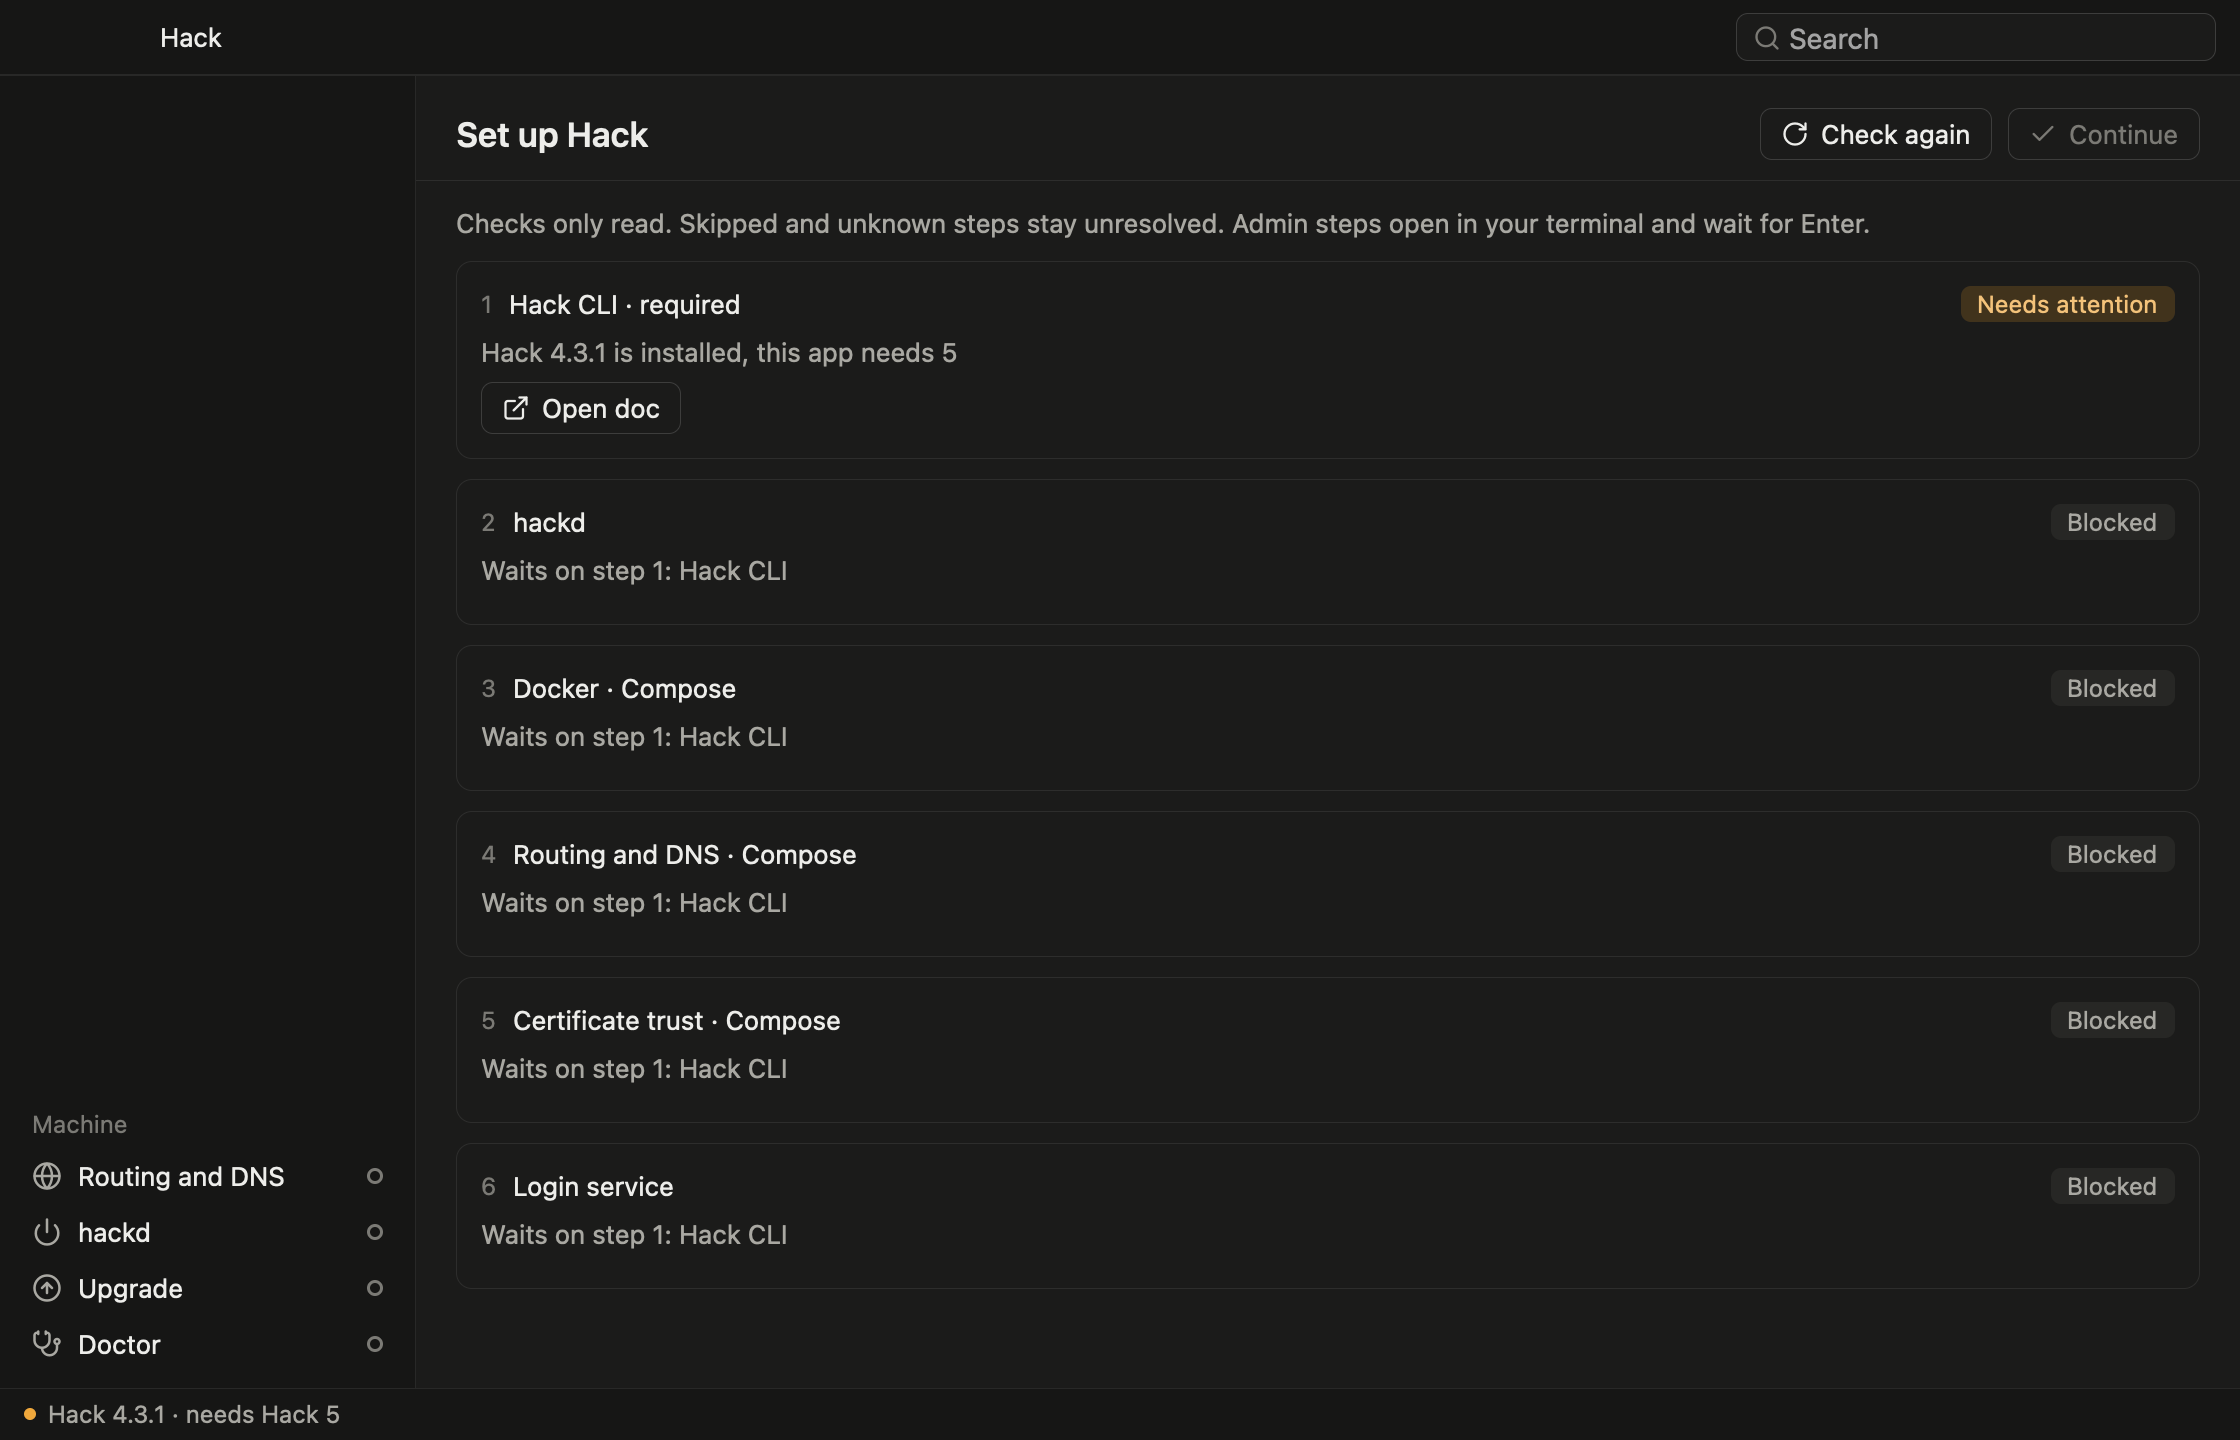 Hack
Search
Set up Hack
Check again
Continue
Checks only read. Skipped and unknown steps stay unresolved. Admin steps open in your terminal and wait for Enter.
1 Hack CLI · required
Needs attention
Hack 4.3.1 is installed, this app needs 5
Open doc
2 hackd
Blocked
Waits on step 1: Hack CLI
3 Docker · Compose
Blocked
Waits on step 1: Hack CLI
4 Routing and DNS · Compose
Blocked
Waits on step 1: Hack CLI
5 Certificate trust · Compose
Blocked
Waits on step 1: Hack CLI
6 Login service
Blocked
Waits on step 1: Hack CLI
Machine
Routing and DNS
hackd
Upgrade
Doctor
Hack 4.3.1 · needs Hack 5